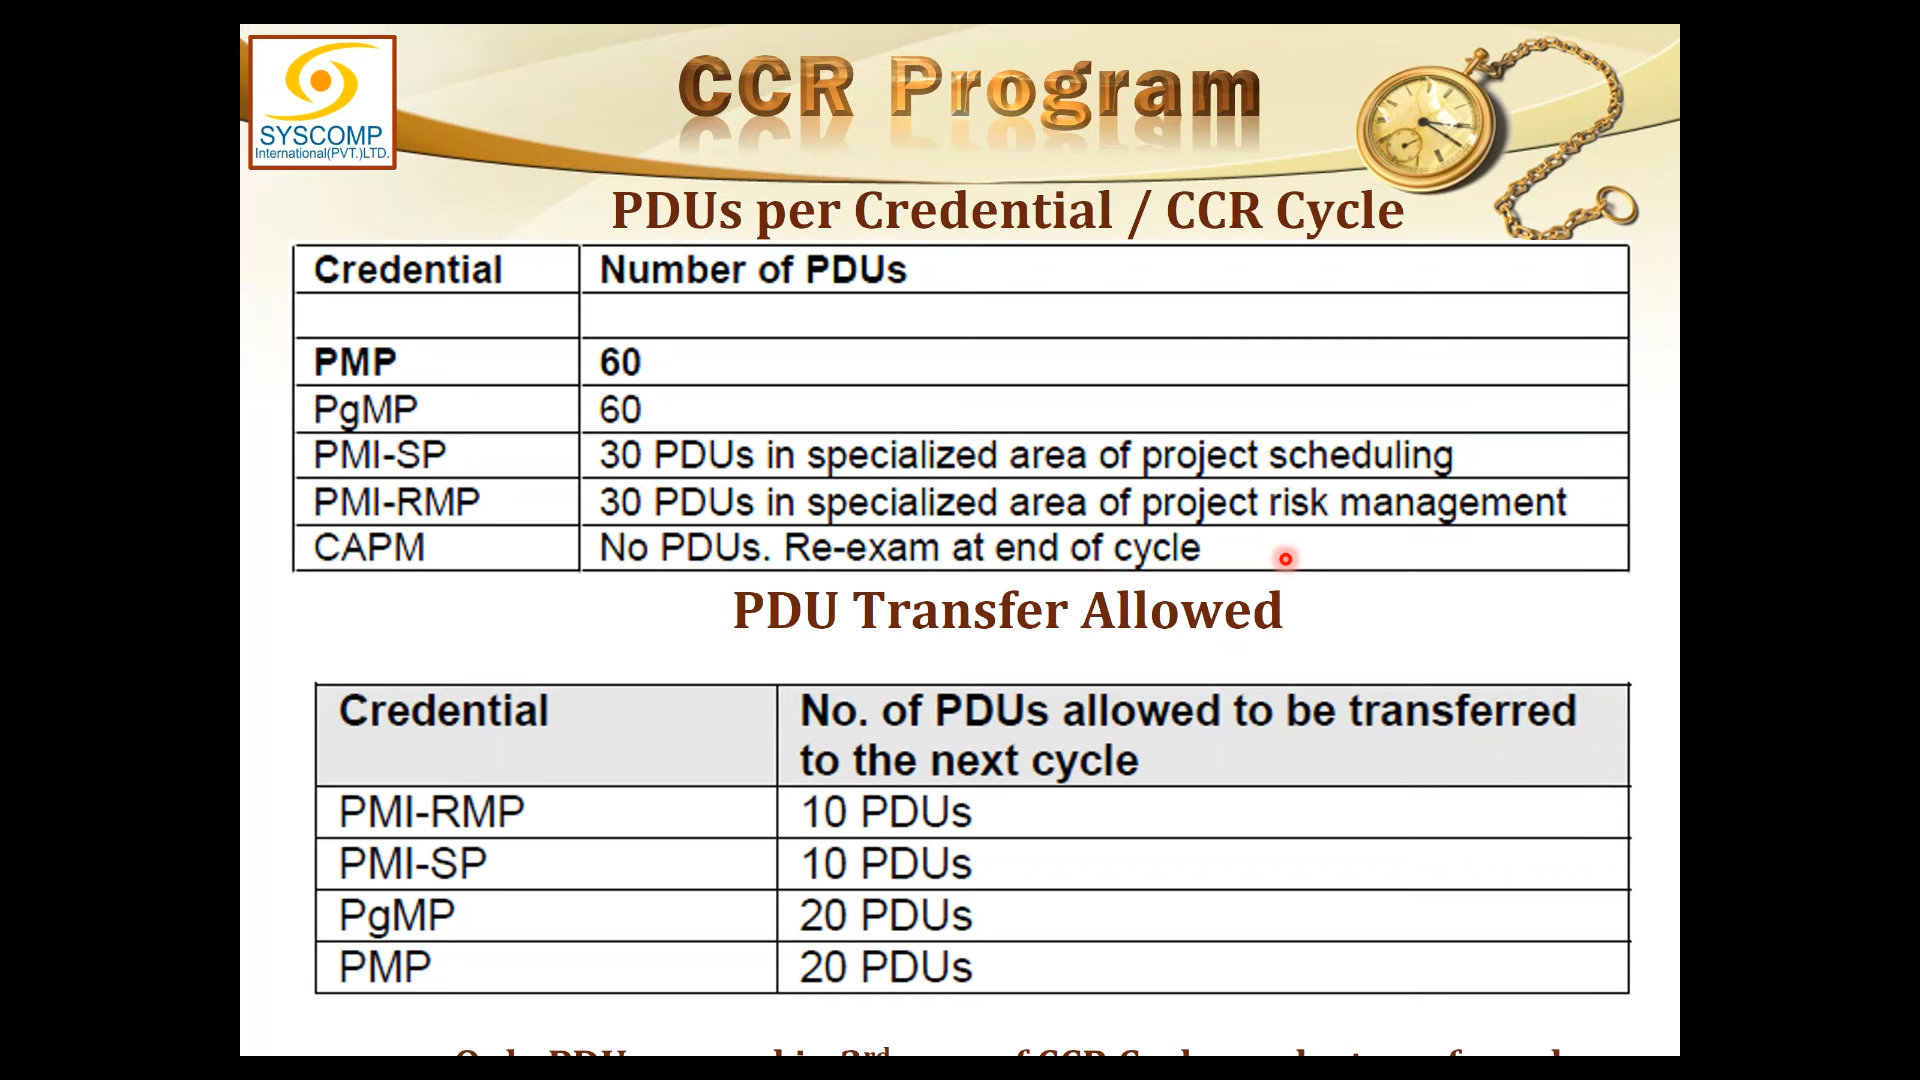 SYSCOMP
International(PVT.)LTD.
CCR Program
PDUs per Credential / CCR Cycle
Credential Number of PDUs
PMP 60
PgMP 60
PMI-SP 30 PDUs in specialized area of project scheduling
PMI-RMP 30 PDUs in specialized area of project risk management
CAPM No PDUs. Re-exam at end of cycle
PDU Transfer Allowed
Credential No. of PDUs allowed to be transferred
to the next cycle
PMI-RMP 10 PDUs
PMI-SP 10 PDUs
PgMP 20 PDUs
PMP 20 PDUs